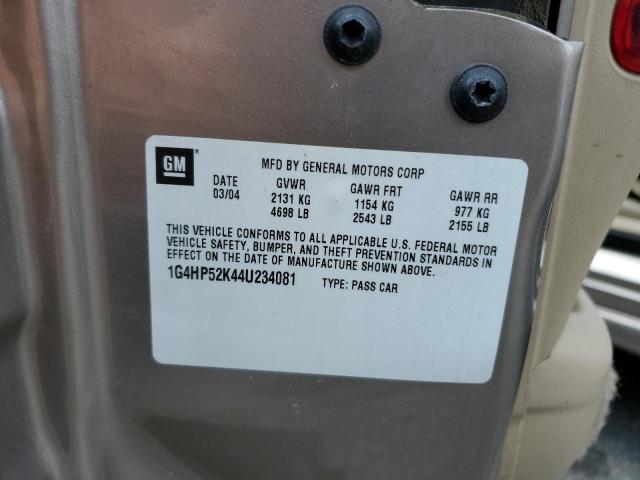 GM
MFD BY GENERAL MOTORS CORP
DATE GVWR GAWR FRT GAWR RR
03/04 2131 KG 1154 KG 977 KG
4698 LB 2543 LB 2155 LB
THIS VEHICLE CONFORMS TO ALL APPLICABLE U.S. FEDERAL MOTOR
VEHICLE SAFETY, BUMPER, AND THEFT PREVENTION STANDARDS IN
EFFECT ON THE DATE OF MANUFACTURE SHOWN ABOVE.
1G4HP52K44U234081 TYPE: PASS CAR